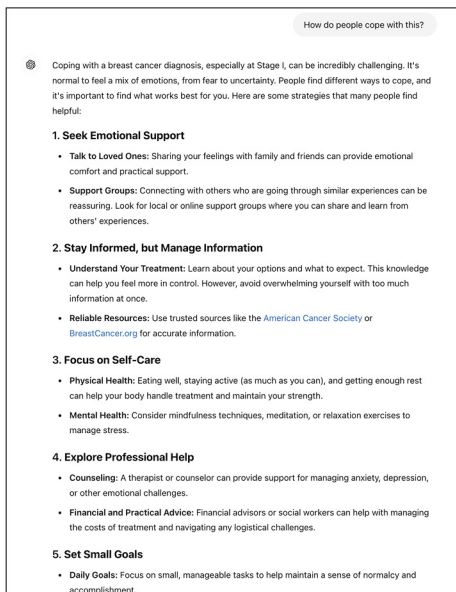 How do people cope with this?
Coping with a breast cancer diagnosis, especially at Stage I, can be incredibly challenging. It's
normal to feel a mix of emotions, from fear to uncertainty. People find different ways to cope, and
it's important to find what works best for you. Here are some strategies that many people find
helpful:
1. Seek Emotional Support
• Talk to Loved Ones: Sharing your feelings with family and friends can provide emotional
comfort and practical support.
• Support Groups: Connecting with others who are going through similar experiences can be
reassuring. Look for local or online support groups where you can share and learn from
others' experiences.
2. Stay Informed, but Manage Information
• Understand Your Treatment: Learn about your options and what to expect. This knowledge
can help you feel more in control. However, avoid overwhelming yourself with too much
information at once.
• Reliable Resources: Use trusted sources like the American Cancer Society or
BreastCancer.org for accurate information.
3. Focus on Self-Care
• Physical Health: Eating well, staying active (as much as you can), and getting enough rest
can help your body handle treatment and maintain your strength.
• Mental Health: Consider mindfulness techniques, meditation, or relaxation exercises to
manage stress.
4. Explore Professional Help
• Counseling: A therapist or counselor can provide support for managing anxiety, depression,
or other emotional challenges.
• Financial and Practical Advice: Financial advisors or social workers can help with managing
the costs of treatment and navigating any logistical challenges.
5. Set Small Goals
• Daily Goals: Focus on small, manageable tasks to help maintain a sense of normalcy and
accomplishment.